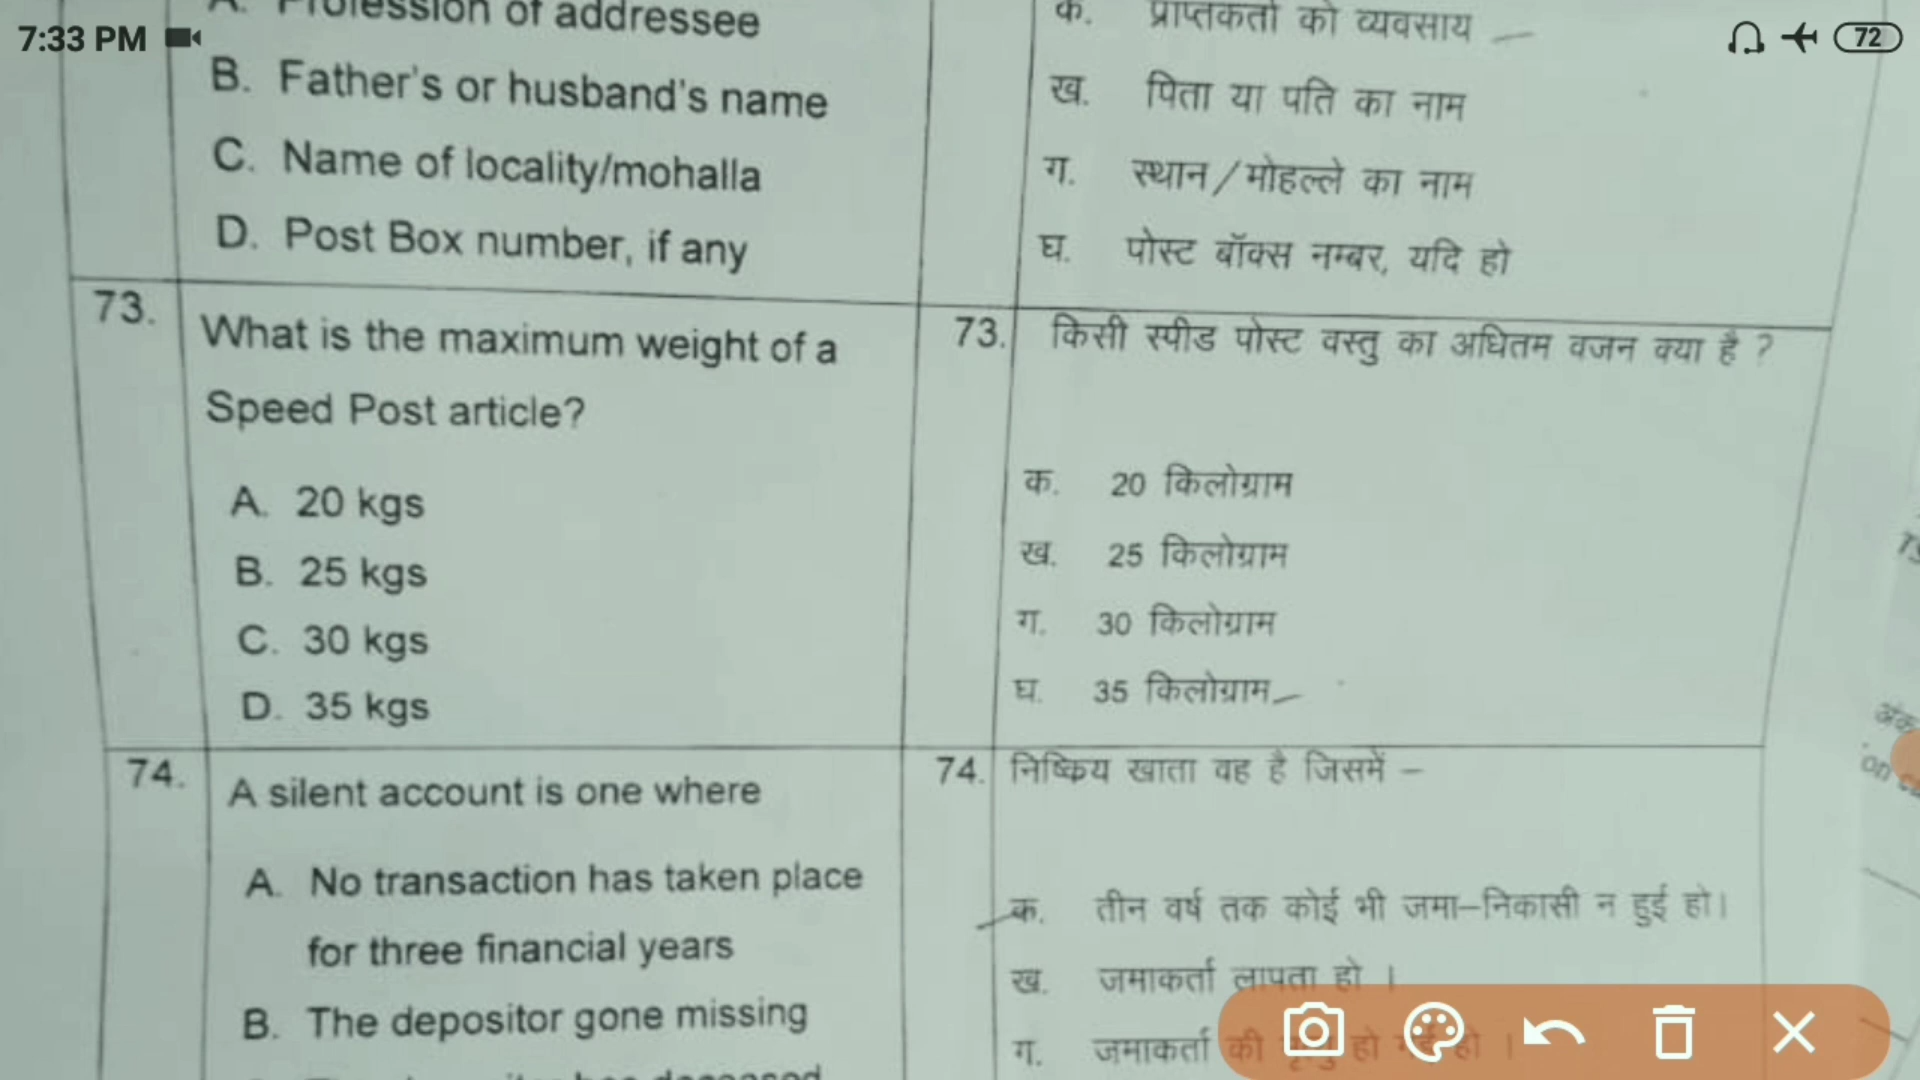 7:33 PM
72
A. Profession of addressee
B. Father's or husband's name
C. Name of locality/mohalla
D. Post Box number, if any
क. प्राप्तकर्ता को व्यवसाय
ख. पिता या पति का नाम
ग. स्थान/मोहल्ले का नाम
घ. पोस्ट बॉक्स नम्बर, यदि हो
73. What is the maximum weight of a
Speed Post article?
A. 20 kgs
B. 25 kgs
C. 30 kgs
D. 35 kgs
73. किसी स्पीड पोस्ट वस्तु का अधितम वजन क्या है ?
क. 20 किलोग्राम
ख. 25 किलोग्राम
ग. 30 किलोग्राम
घ. 35 किलोग्राम
74. A silent account is one where
A. No transaction has taken place
for three financial years
B. The depositor gone missing
74. निष्क्रिय खाता वह है जिसमें –
क. तीन वर्ष तक कोई भी जमा–निकासी न हुई हो।
ख. जमाकर्ता लापता हो ।
ग. जमाकर्ता की मृत्यु हो गई हो ।